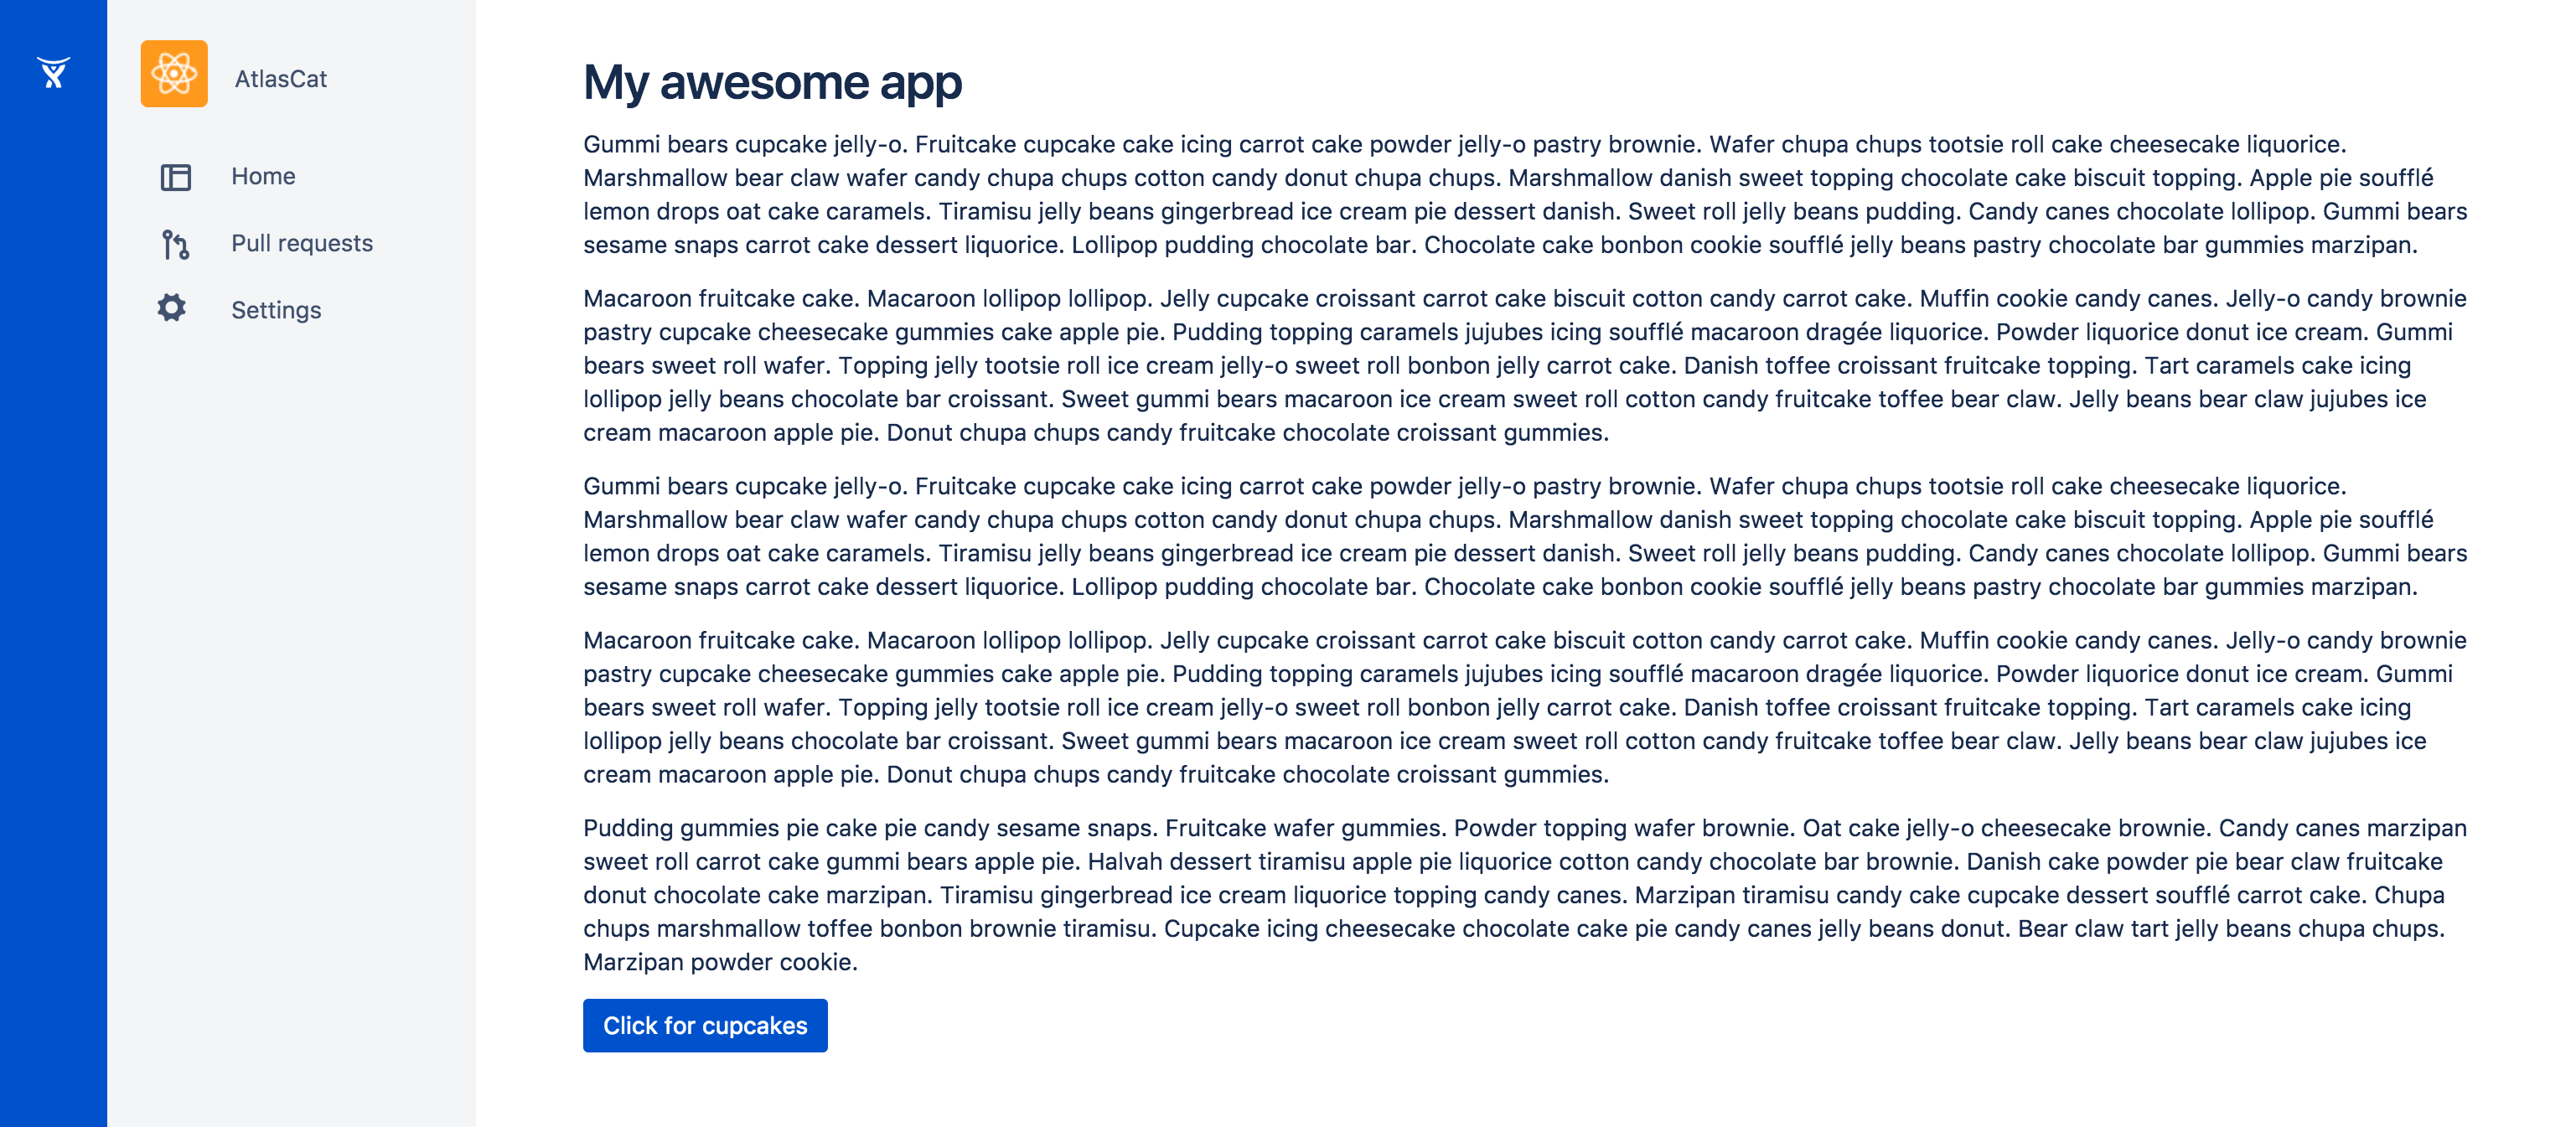 AtlasCat
Home
Pull requests
Settings
My awesome app
Gummi bears cupcake jelly-o. Fruitcake cupcake cake icing carrot cake powder jelly-o pastry brownie. Wafer chupa chups tootsie roll cake cheesecake liquorice.
Marshmallow bear claw wafer candy chupa chups cotton candy donut chupa chups. Marshmallow danish sweet topping chocolate cake biscuit topping. Apple pie soufflé
lemon drops oat cake caramels. Tiramisu jelly beans gingerbread ice cream pie dessert danish. Sweet roll jelly beans pudding. Candy canes chocolate lollipop. Gummi bears
sesame snaps carrot cake dessert liquorice. Lollipop pudding chocolate bar. Chocolate cake bonbon cookie soufflé jelly beans pastry chocolate bar gummies marzipan.
Macaroon fruitcake cake. Macaroon lollipop lollipop. Jelly cupcake croissant carrot cake biscuit cotton candy carrot cake. Muffin cookie candy canes. Jelly-o candy brownie
pastry cupcake cheesecake gummies cake apple pie. Pudding topping caramels jujubes icing soufflé macaroon dragée liquorice. Powder liquorice donut ice cream. Gummi
bears sweet roll wafer. Topping jelly tootsie roll ice cream jelly-o sweet roll bonbon jelly carrot cake. Danish toffee croissant fruitcake topping. Tart caramels cake icing
lollipop jelly beans chocolate bar croissant. Sweet gummi bears macaroon ice cream sweet roll cotton candy fruitcake toffee bear claw. Jelly beans bear claw jujubes ice
cream macaroon apple pie. Donut chupa chups candy fruitcake chocolate croissant gummies.
Gummi bears cupcake jelly-o. Fruitcake cupcake cake icing carrot cake powder jelly-o pastry brownie. Wafer chupa chups tootsie roll cake cheesecake liquorice.
Marshmallow bear claw wafer candy chupa chups cotton candy donut chupa chups. Marshmallow danish sweet topping chocolate cake biscuit topping. Apple pie soufflé
lemon drops oat cake caramels. Tiramisu jelly beans gingerbread ice cream pie dessert danish. Sweet roll jelly beans pudding. Candy canes chocolate lollipop. Gummi bears
sesame snaps carrot cake dessert liquorice. Lollipop pudding chocolate bar. Chocolate cake bonbon cookie soufflé jelly beans pastry chocolate bar gummies marzipan.
Macaroon fruitcake cake. Macaroon lollipop lollipop. Jelly cupcake croissant carrot cake biscuit cotton candy carrot cake. Muffin cookie candy canes. Jelly-o candy brownie
pastry cupcake cheesecake gummies cake apple pie. Pudding topping caramels jujubes icing soufflé macaroon dragée liquorice. Powder liquorice donut ice cream. Gummi
bears sweet roll wafer. Topping jelly tootsie roll ice cream jelly-o sweet roll bonbon jelly carrot cake. Danish toffee croissant fruitcake topping. Tart caramels cake icing
lollipop jelly beans chocolate bar croissant. Sweet gummi bears macaroon ice cream sweet roll cotton candy fruitcake toffee bear claw. Jelly beans bear claw jujubes ice
cream macaroon apple pie. Donut chupa chups candy fruitcake chocolate croissant gummies.
Pudding gummies pie cake pie candy sesame snaps. Fruitcake wafer gummies. Powder topping wafer brownie. Oat cake jelly-o cheesecake brownie. Candy canes marzipan
sweet roll carrot cake gummi bears apple pie. Halvah dessert tiramisu apple pie liquorice cotton candy chocolate bar brownie. Danish cake powder pie bear claw fruitcake
donut chocolate cake marzipan. Tiramisu gingerbread ice cream liquorice topping candy canes. Marzipan tiramisu candy cake cupcake dessert soufflé carrot cake. Chupa
chups marshmallow toffee bonbon brownie tiramisu. Cupcake icing cheesecake chocolate cake pie candy canes jelly beans donut. Bear claw tart jelly beans chupa chups.
Marzipan powder cookie.
Click for cupcakes